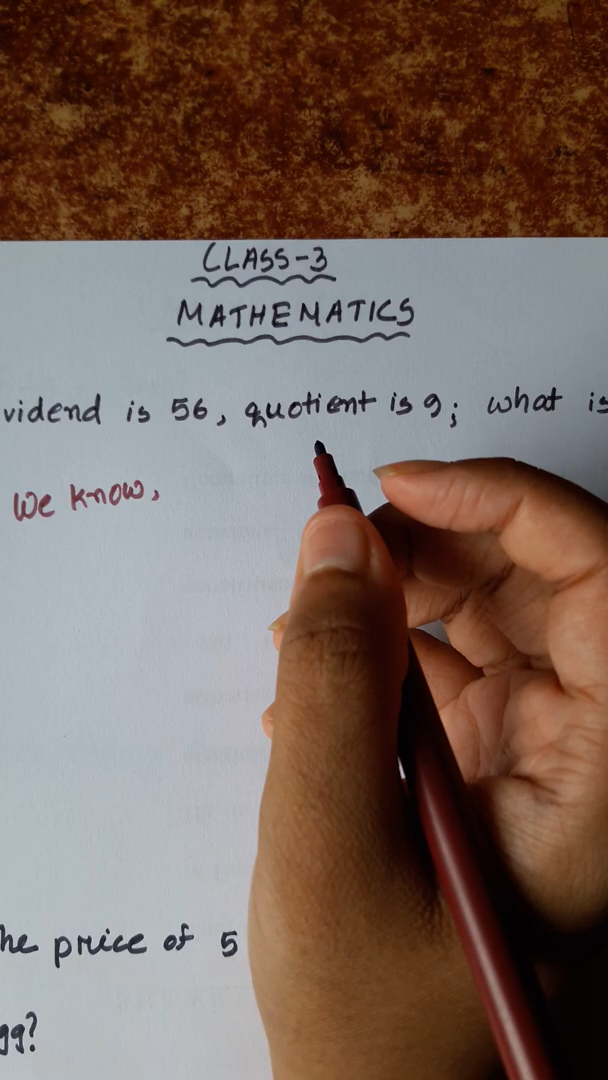 CLASS-3
MATHEMATICS
vidend is 56, quotient is 9; what is
We know,
he price of 5
gg?